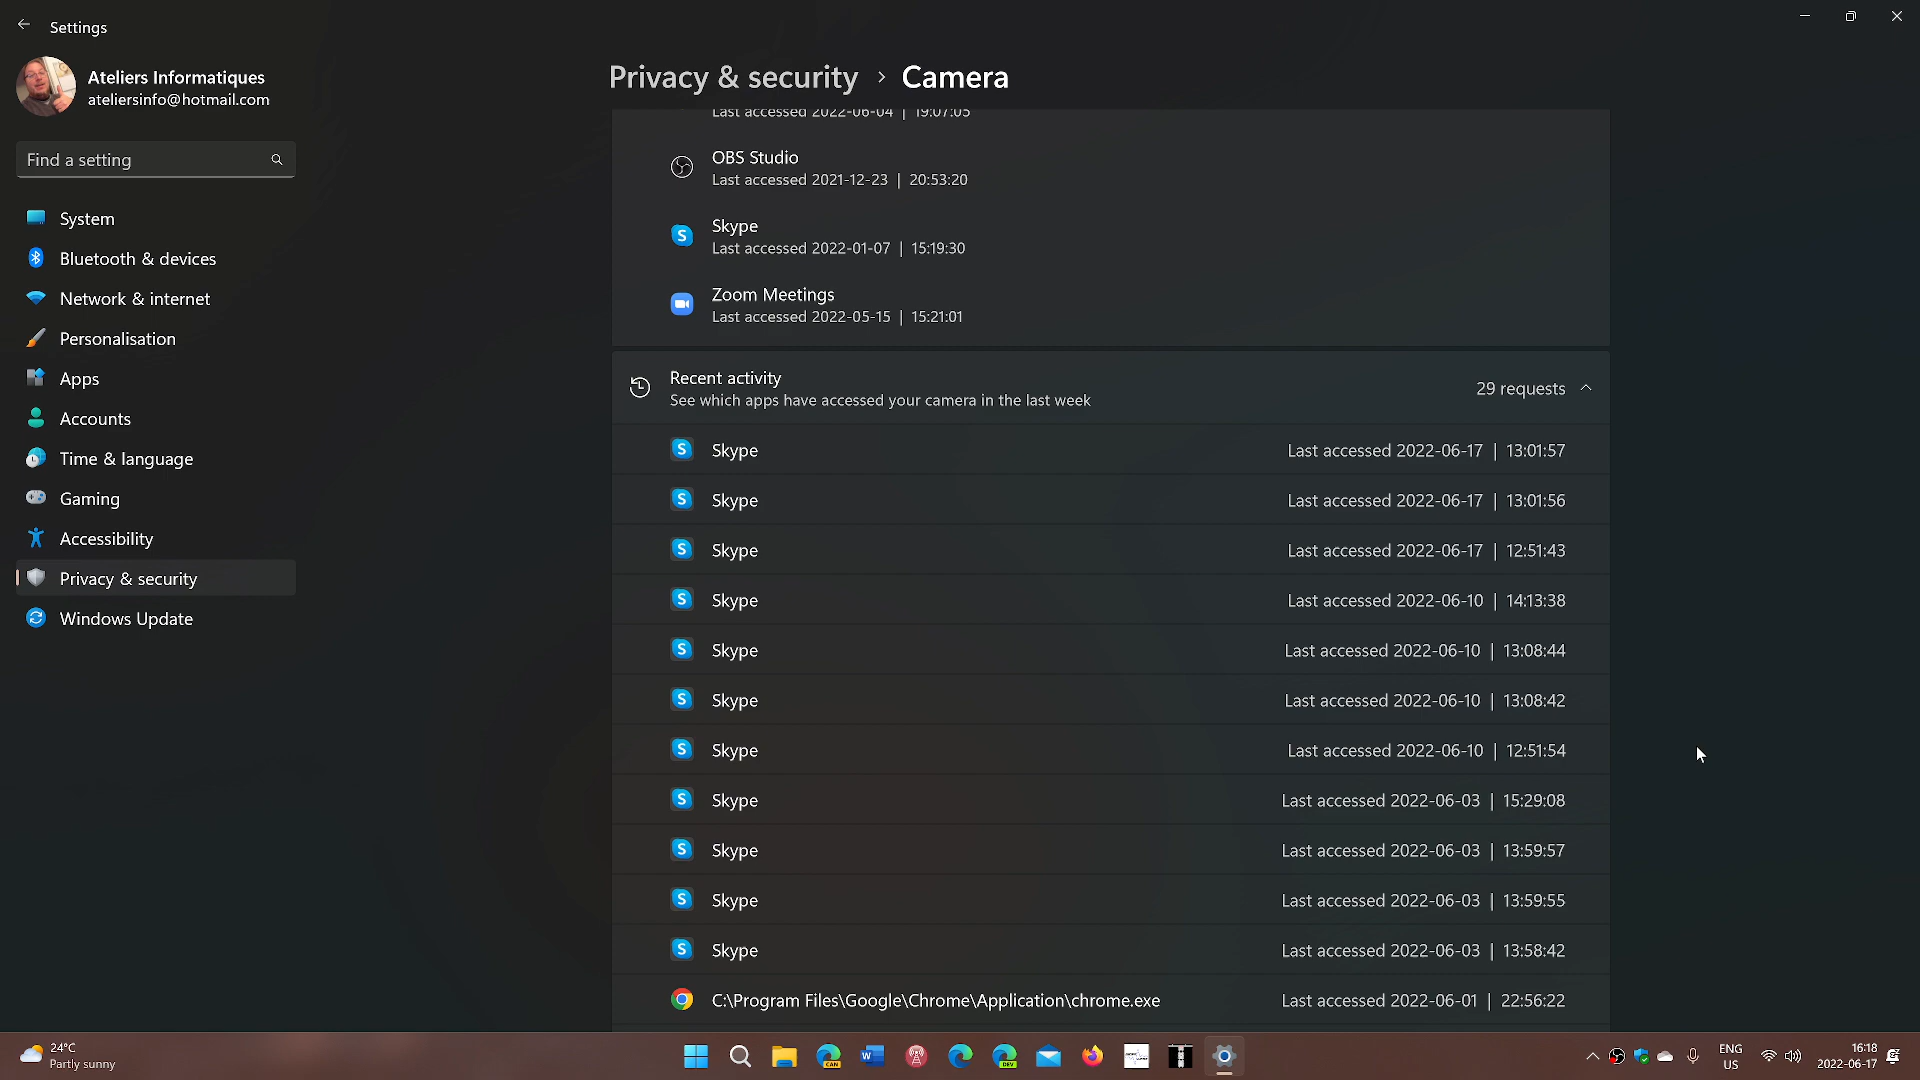 Settings
Ateliers Informatiques
ateliersinfo@hotmail.com
Find a setting
System
Bluetooth & devices
Network & internet
Personalisation
Apps
Accounts
Time & language
Gaming
Accessibility
Privacy & security
Windows Update
Privacy & security > Camera
Last accessed 2022-06-04 | 19:07:05
OBS Studio
Last accessed 2021-12-23 | 20:53:20
Skype
Last accessed 2022-01-07 | 15:19:30
Zoom Meetings
Last accessed 2022-05-15 | 15:21:01
Recent activity
See which apps have accessed your camera in the last week
29 requests
Skype Last accessed 2022-06-17 | 13:01:57
Skype Last accessed 2022-06-17 | 13:01:56
Skype Last accessed 2022-06-17 | 12:51:43
Skype Last accessed 2022-06-10 | 14:13:38
Skype Last accessed 2022-06-10 | 13:08:44
Skype Last accessed 2022-06-10 | 13:08:42
Skype Last accessed 2022-06-10 | 12:51:54
Skype Last accessed 2022-06-03 | 15:29:08
Skype Last accessed 2022-06-03 | 13:59:57
Skype Last accessed 2022-06-03 | 13:59:55
Skype Last accessed 2022-06-03 | 13:58:42
C:\Program Files\Google\Chrome\Application\chrome.exe Last accessed 2022-06-01 | 22:56:22
24°C
Partly sunny
CAN
DEV
ENG
US
16:18
2022-06-17